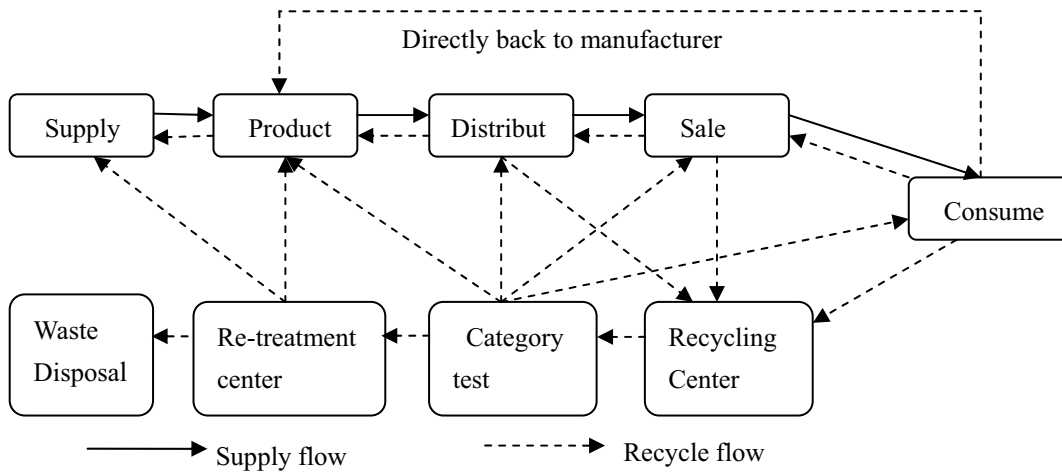 Directly back to manufacturer
Supply
Product
Distribut
Sale
Consume
Waste
Disposal
Re-treatment
center
Category
test
Recycling
Center
Supply flow
Recycle flow